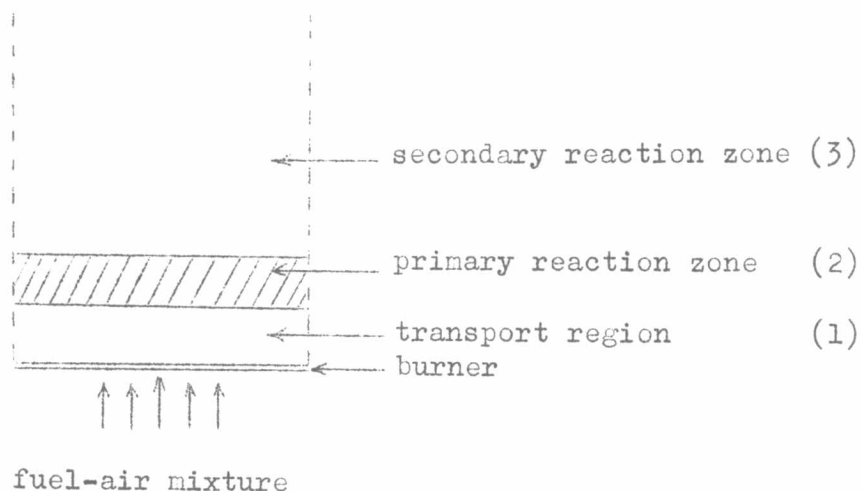 secondary reaction zone (3)
primary reaction zone (2)
transport region (1)
burner
fuel-air mixture